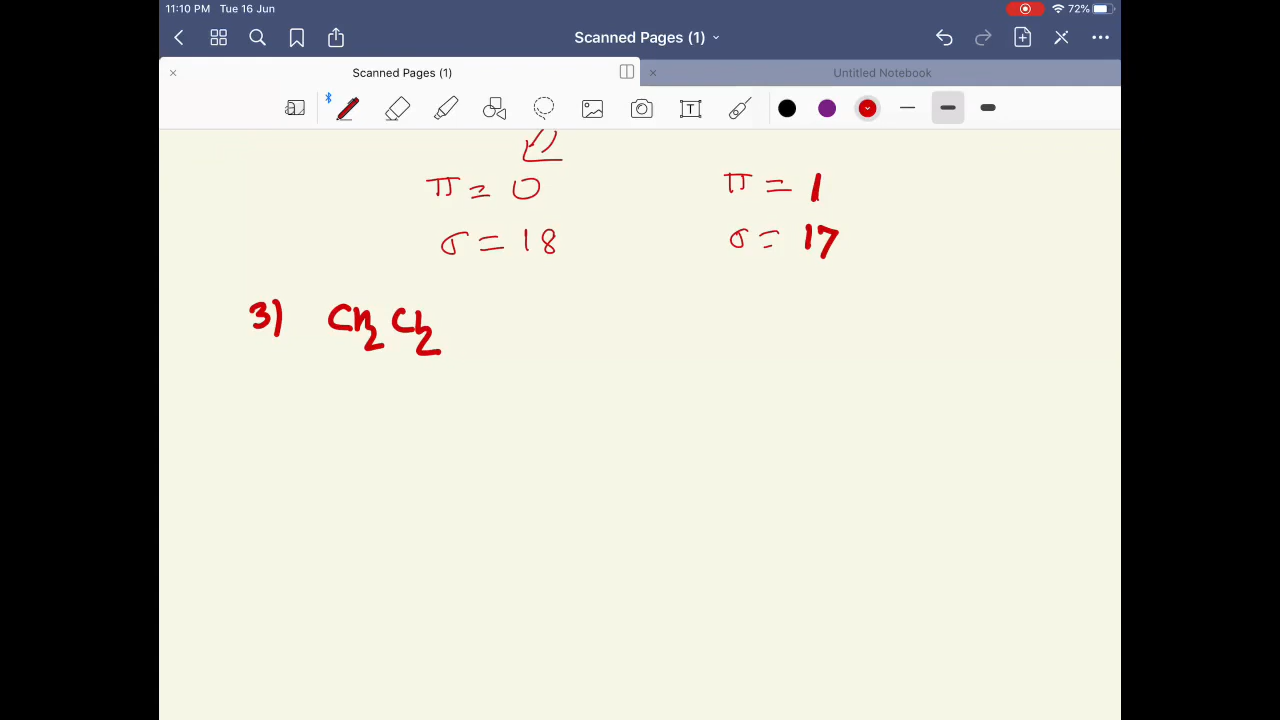 11:10 PM Tue 16 Jun 72%
Scanned Pages (1)
Scanned Pages (1) Untitled Notebook
π = 0 π = 1
σ = 18 σ = 17
3) CH₂Cl₂